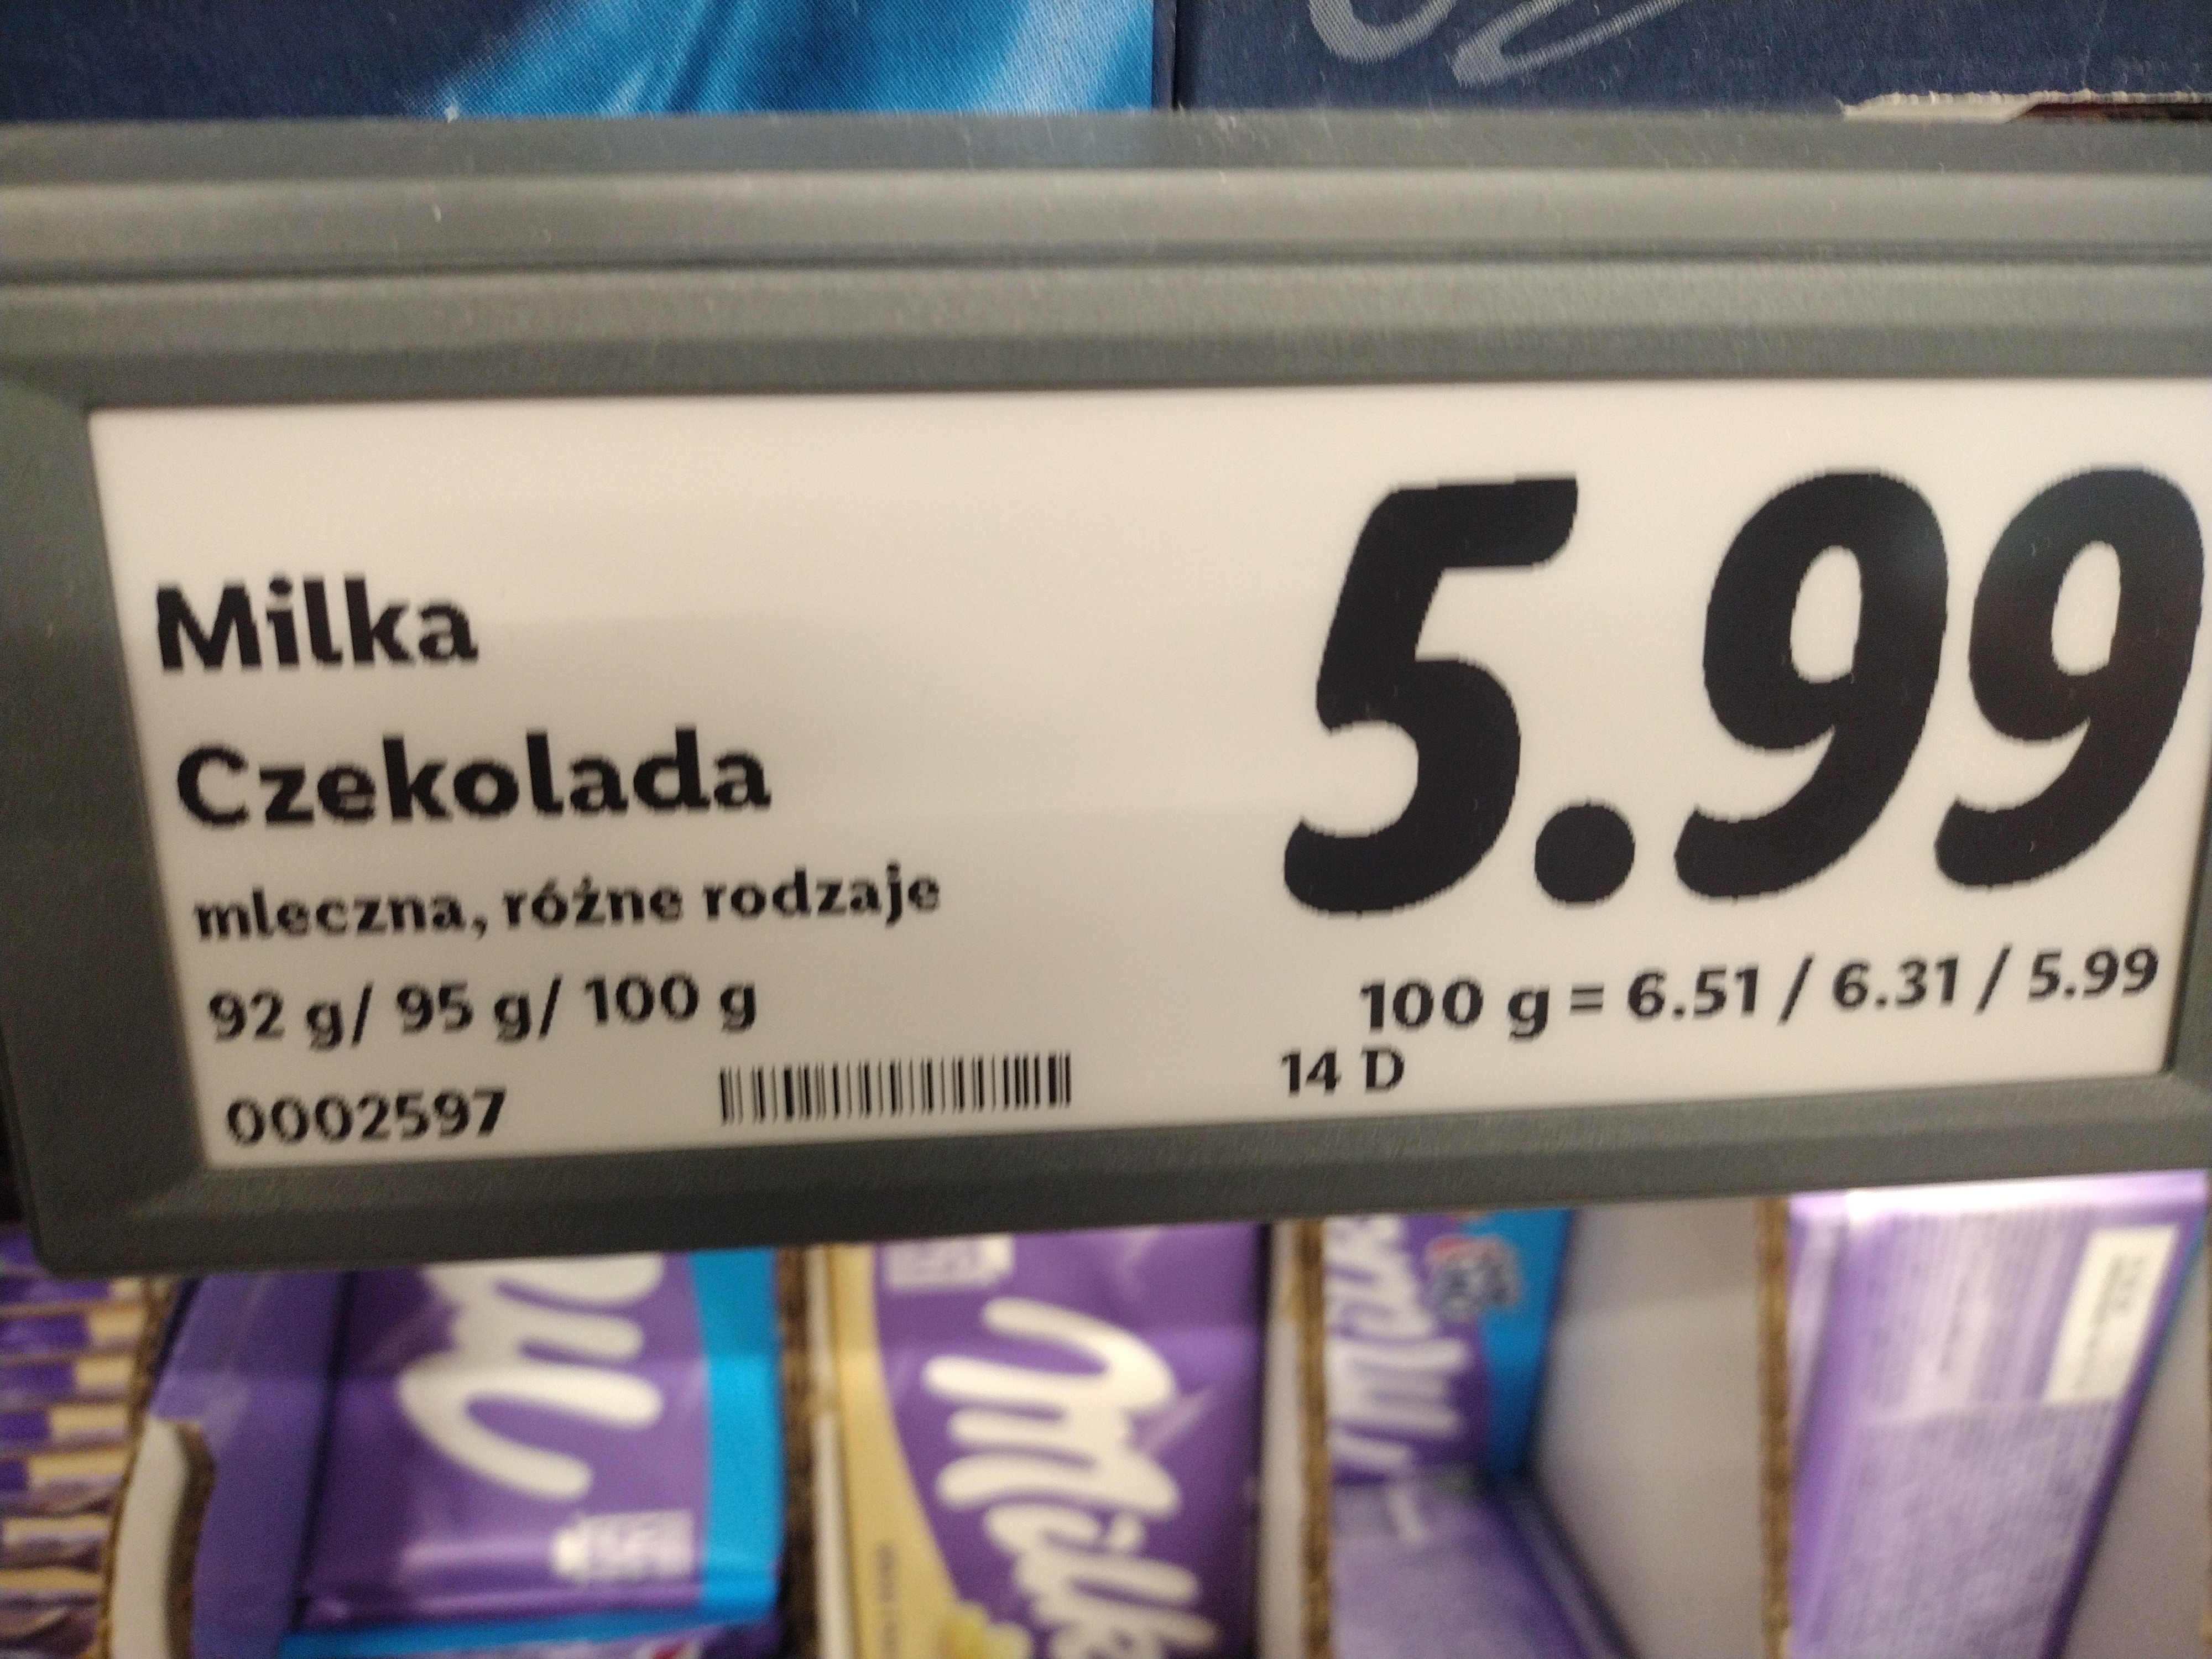 Milka
Czekolada
mleczna, różne rodzaje
92 g/ 95 g/ 100 g
0002597
5.99
100 g = 6.51 / 6.31 / 5.99
14 D
Milk